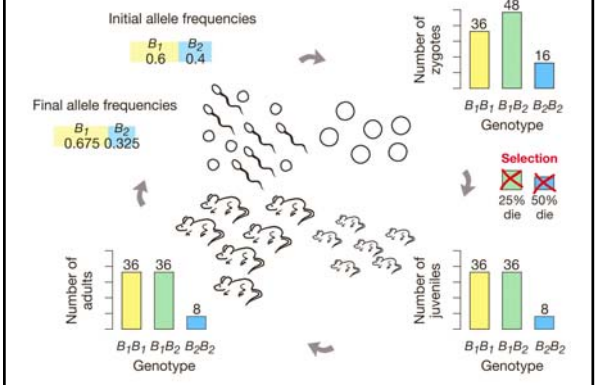 Initial allele frequencies
B1 B2
0.6 0.4
Final allele frequencies
B1 B2
0.675 0.325
Number of
zygotes
36 48 16
B1B1 B1B2 B2B2
Genotype
Selection
25% 50%
die die
Number of
juveniles
36 36 8
B1B1 B1B2 B2B2
Genotype
Number of
adults
36 36 8
B1B1 B1B2 B2B2
Genotype